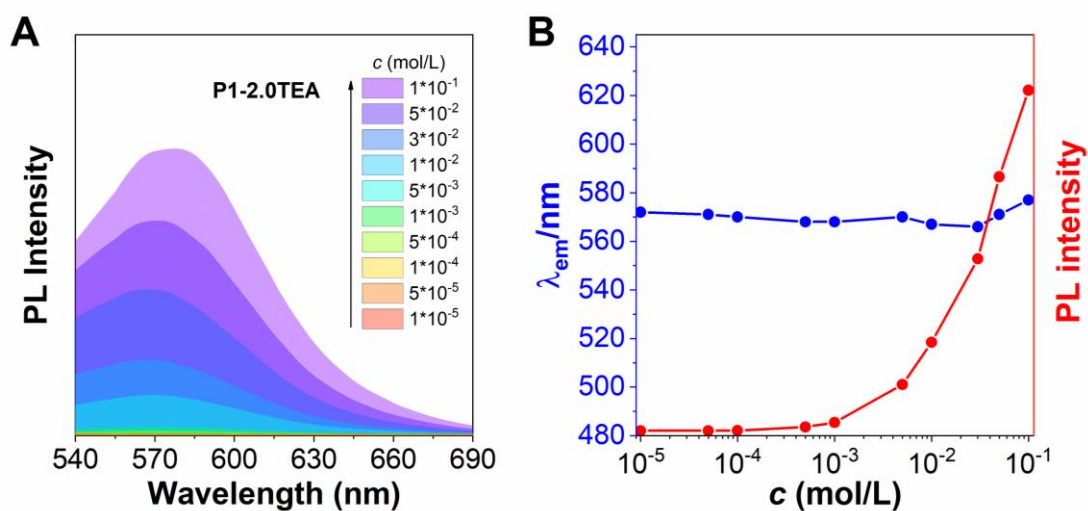 A
PL Intensity
P1-2.0TEA
c (mol/L)
1*10⁻¹
5*10⁻²
3*10⁻²
1*10⁻²
5*10⁻³
1*10⁻³
5*10⁻⁴
1*10⁻⁴
5*10⁻⁵
1*10⁻⁵
540 570 600 630 660 690
Wavelength (nm)
B
λem/nm
640
620
600
580
560
540
520
500
480
PL intensity
10⁻⁵ 10⁻⁴ 10⁻³ 10⁻² 10⁻¹
c (mol/L)